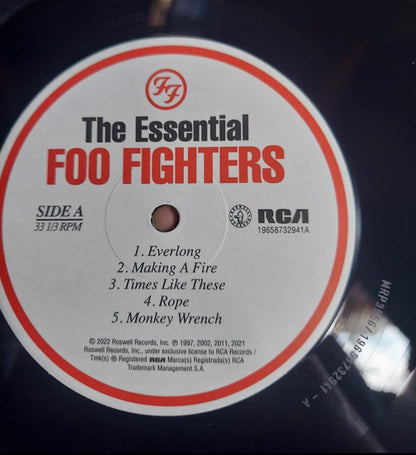 FF
The Essential
FOO FIGHTERS
SIDE A
33 1/3 RPM
RCA
19658732941A
1. Everlong
2. Making A Fire
3. Times Like These
4. Rope
5. Monkey Wrench
© 2022 Roswell Records, Inc. ℗ 1997, 2002, 2011, 2021
Roswell Records, Inc., under exclusive license to RCA Records /
Tmk(s) ® Registered RCA Marca(s) Registrada(s) RCA
Trademark Management S.A.